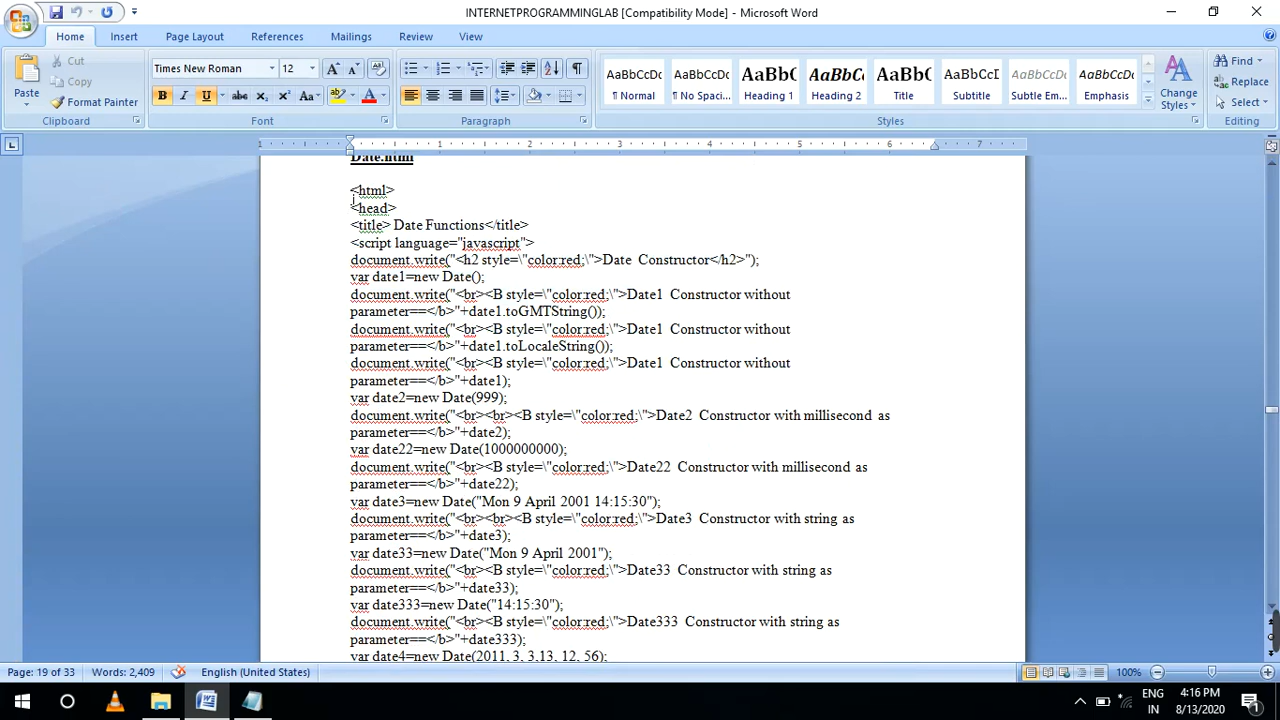 INTERNETPROGRAMMINGLAB [Compatibility Mode] - Microsoft Word
Home Insert Page Layout References Mailings Review View
Paste
Cut
Copy
Format Painter
Clipboard
Times New Roman 12
Font
Paragraph
AaBbCcDc AaBbCcDc AaBbC AaBbCc AaBbC AaBbCcI AaBbCcDc AaBbCcDc
¶ Normal ¶ No Spaci... Heading 1 Heading 2 Title Subtitle Subtle Em... Emphasis
Change Styles
Styles
Find
Replace
Select
Editing
1 1 2 3 4 5 6 7
Date.html
<html>
<head>
<title> Date Functions</title>
<script language="javascript">
document.write("<h2 style=\"color:red;\">Date Constructor</h2>");
var date1=new Date();
document.write("<br><B style=\"color:red;\">Date1 Constructor without
parameter==</b>"+date1.toGMTString());
document.write("<br><B style=\"color:red;\">Date1 Constructor without
parameter==</b>"+date1.toLocaleString());
document.write("<br><B style=\"color:red;\">Date1 Constructor without
parameter==</b>"+date1);
var date2=new Date(999);
document.write("<br><br><B style=\"color:red;\">Date2 Constructor with millisecond as
parameter==</b>"+date2);
var date22=new Date(1000000000);
document.write("<br><B style=\"color:red;\">Date22 Constructor with millisecond as
parameter==</b>"+date22);
var date3=new Date("Mon 9 April 2001 14:15:30");
document.write("<br><br><B style=\"color:red;\">Date3 Constructor with string as
parameter==</b>"+date3);
var date33=new Date("Mon 9 April 2001");
document.write("<br><B style=\"color:red;\">Date33 Constructor with string as
parameter==</b>"+date33);
var date333=new Date("14:15:30");
document.write("<br><B style=\"color:red;\">Date333 Constructor with string as
parameter==</b>"+date333);
var date4=new Date(2011, 3, 3,13, 12, 56);
Page: 19 of 33 Words: 2,409 English (United States) 100%
ENG 4:16 PM
IN 8/13/2020